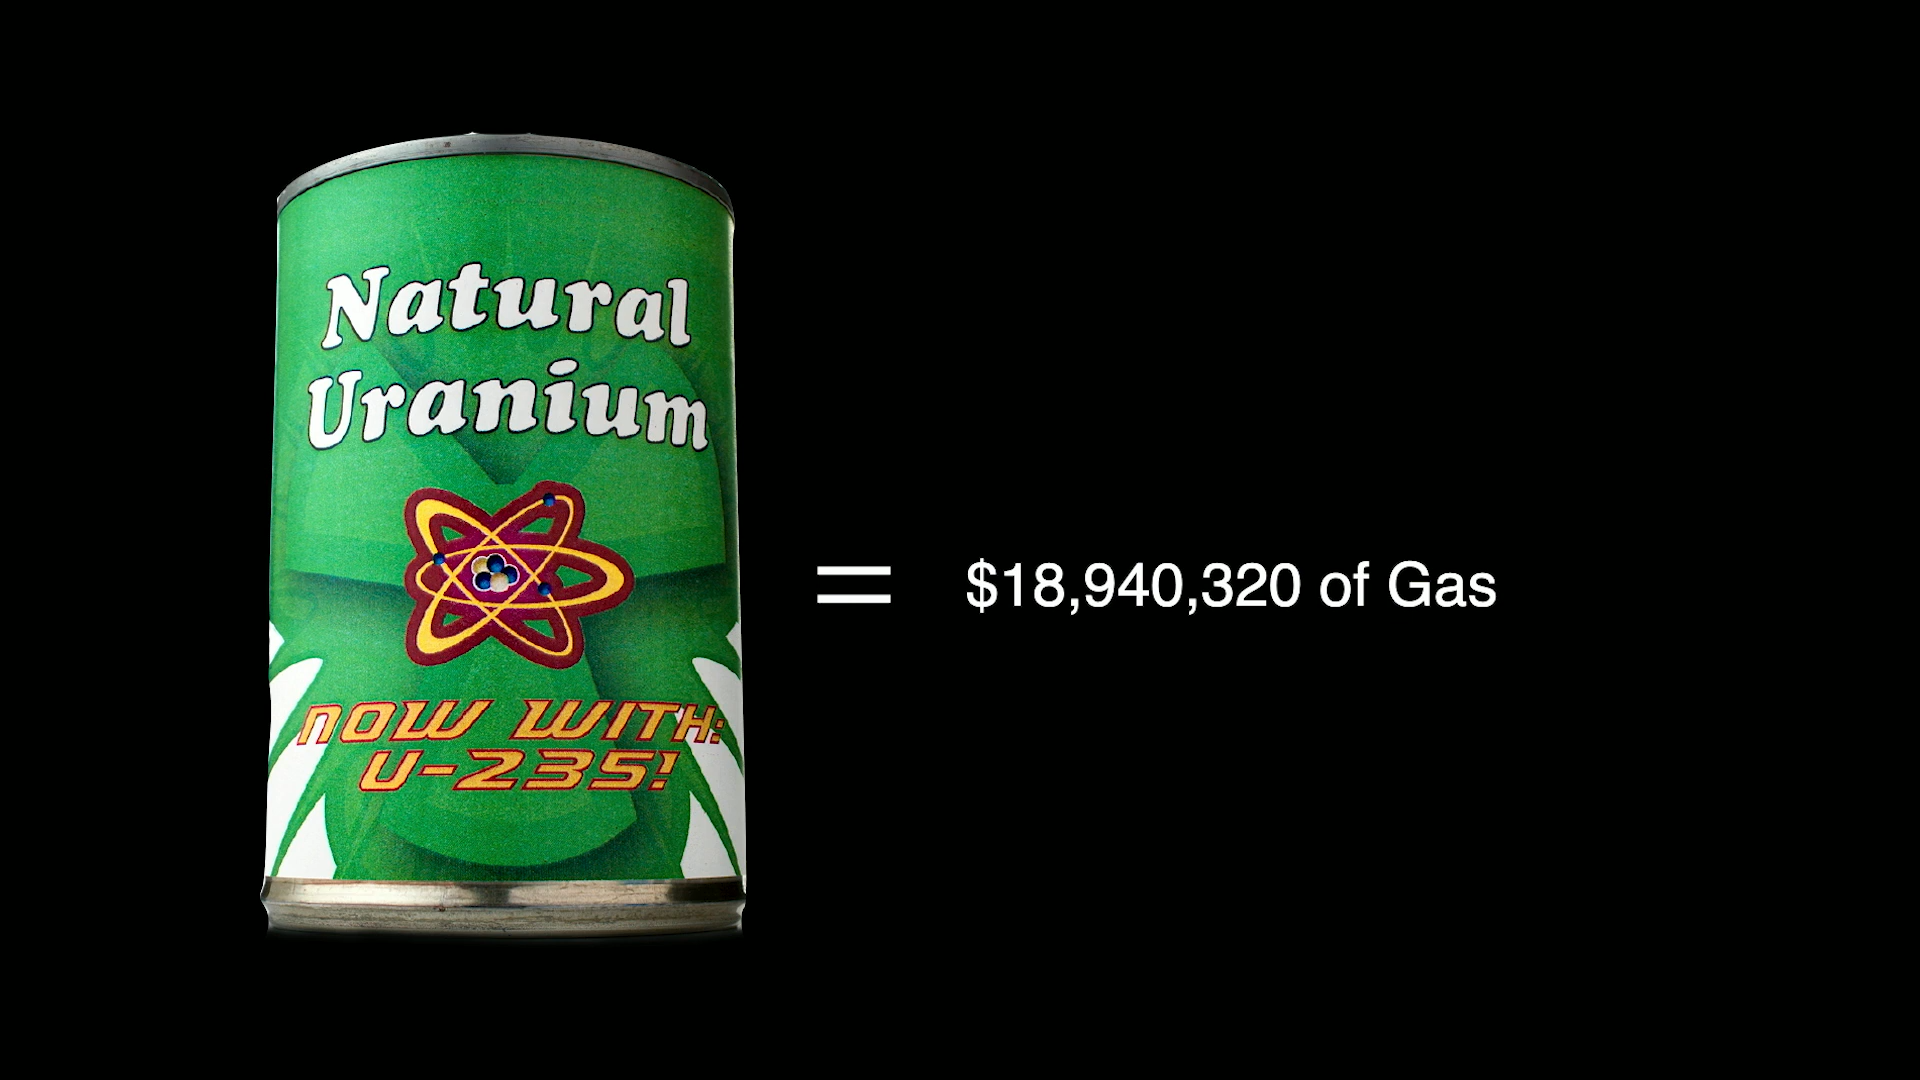 Natural
Uranium
NOW WITH:
U-235!
= $18,940,320 of Gas